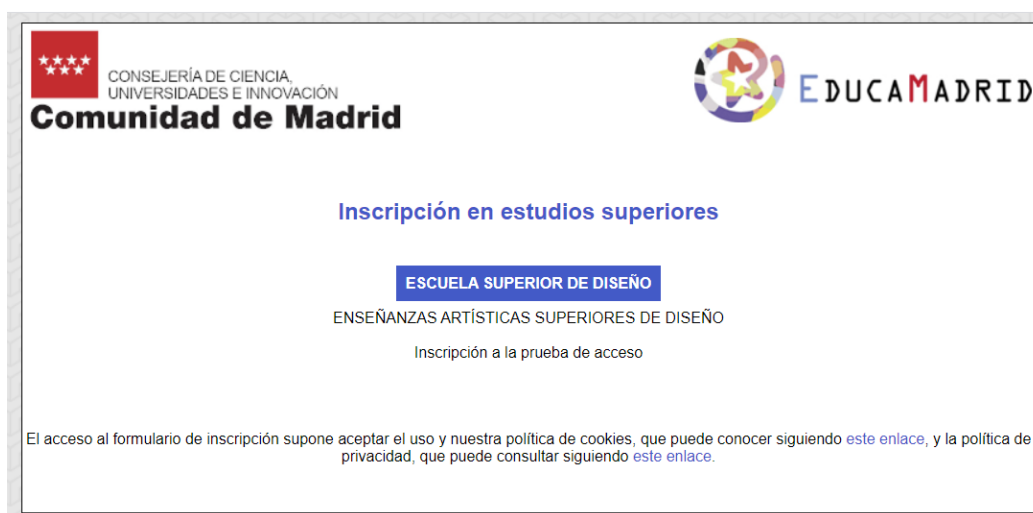 CONSEJERÍA DE CIENCIA,
UNIVERSIDADES E INNOVACIÓN
Comunidad de Madrid
EDUCAMADRID
Inscripción en estudios superiores
ESCUELA SUPERIOR DE DISEÑO
ENSEÑANZAS ARTÍSTICAS SUPERIORES DE DISEÑO
Inscripción a la prueba de acceso
El acceso al formulario de inscripción supone aceptar el uso y nuestra política de cookies, que puede conocer siguiendo este enlace, y la política de
privacidad, que puede consultar siguiendo este enlace.